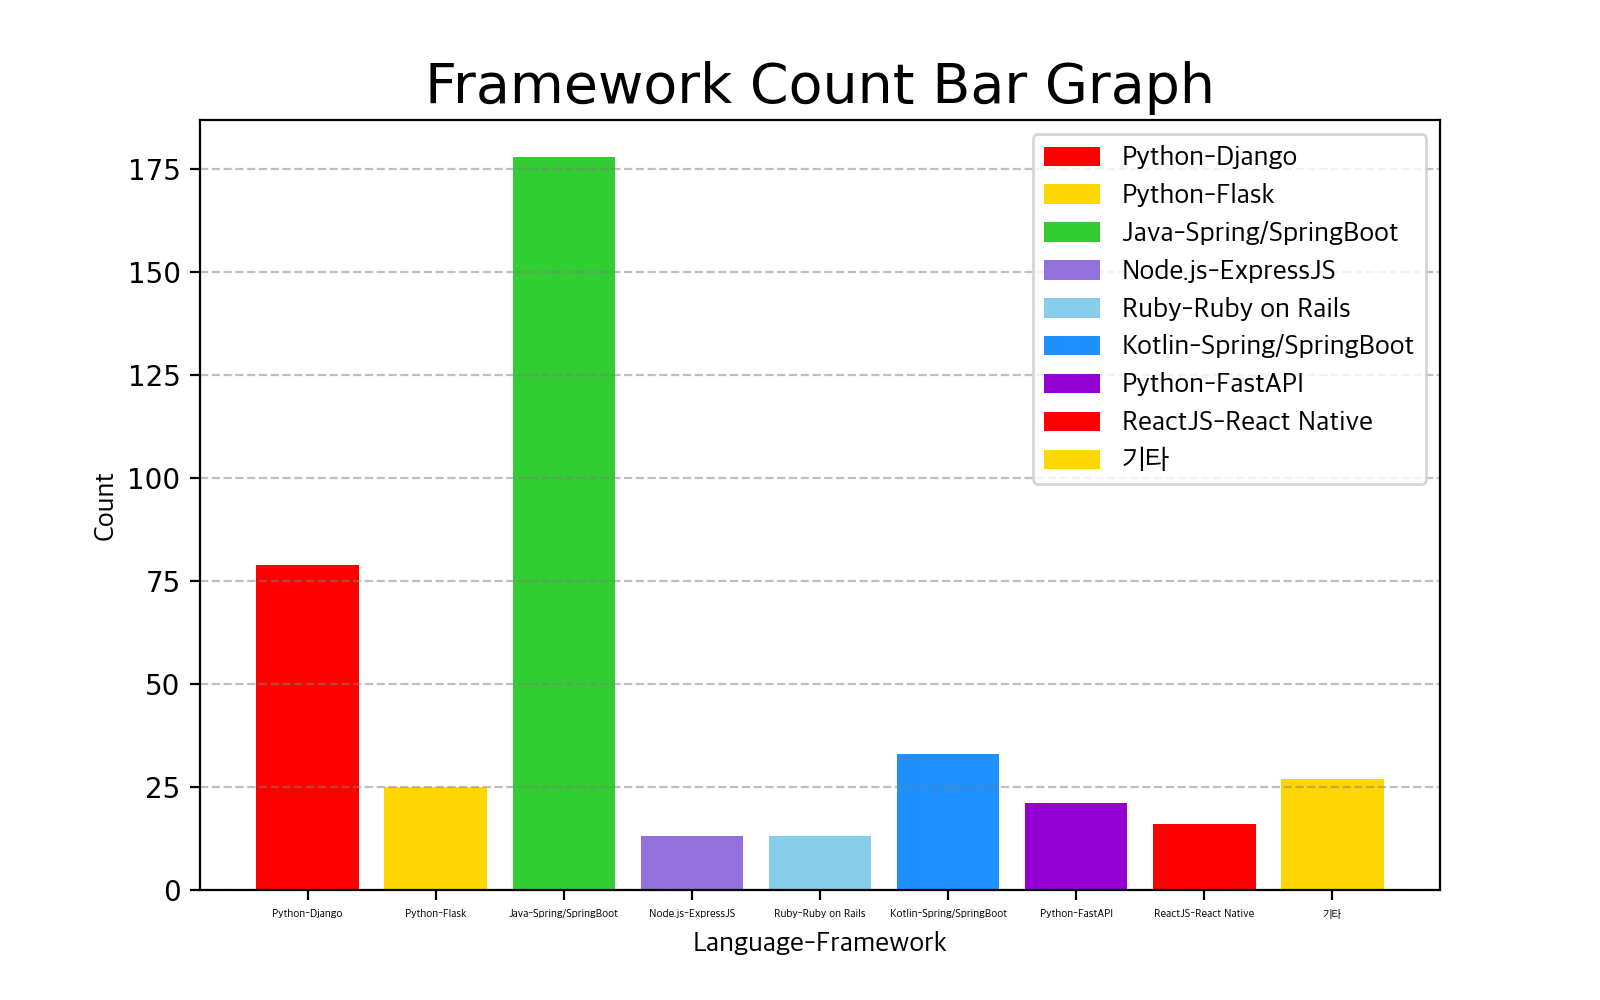 Framework Count Bar Graph
175
150
125
100
75
50
25
0
Count
Python-Django
Python-Flask
Java-Spring/SpringBoot
Node.js-ExpressJS
Ruby-Ruby on Rails
Kotlin-Spring/SpringBoot
Python-FastAPI
ReactJS-React Native
기타
Python-Django Python-Flask Java-Spring/SpringBoot Node.js-ExpressJS Ruby-Ruby on Rails Kotlin-Spring/SpringBoot Python-FastAPI ReactJS-React Native 기타
Language-Framework